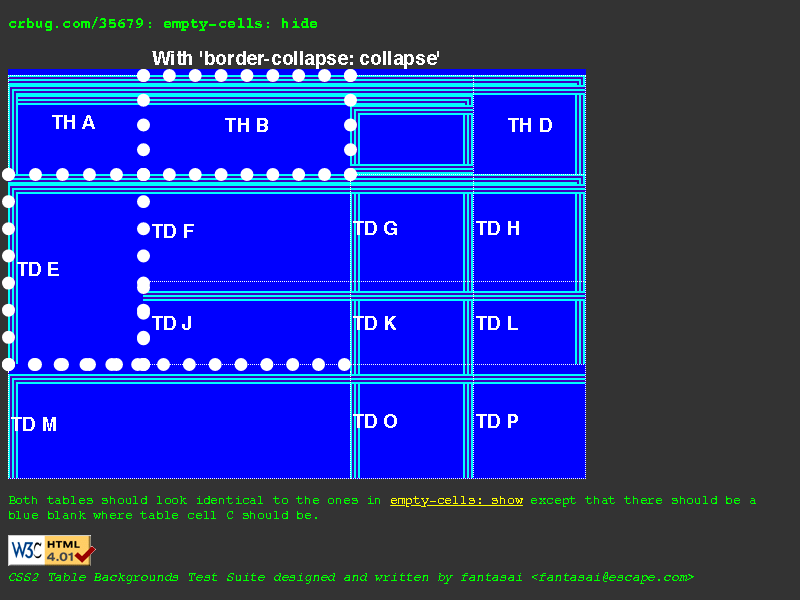 crbug.com/35679: empty-cells: hide
With 'border-collapse: collapse'
TH A
TH B
TH D
TD E
TD F
TD G
TD H
TD J
TD K
TD L
TD M
TD O
TD P
Both tables should look identical to the ones in empty-cells: show except that there should be a
blue blank where table cell C should be.
W3C HTML 4.01
CSS2 Table Backgrounds Test Suite designed and written by fantasai <fantasai@escape.com>